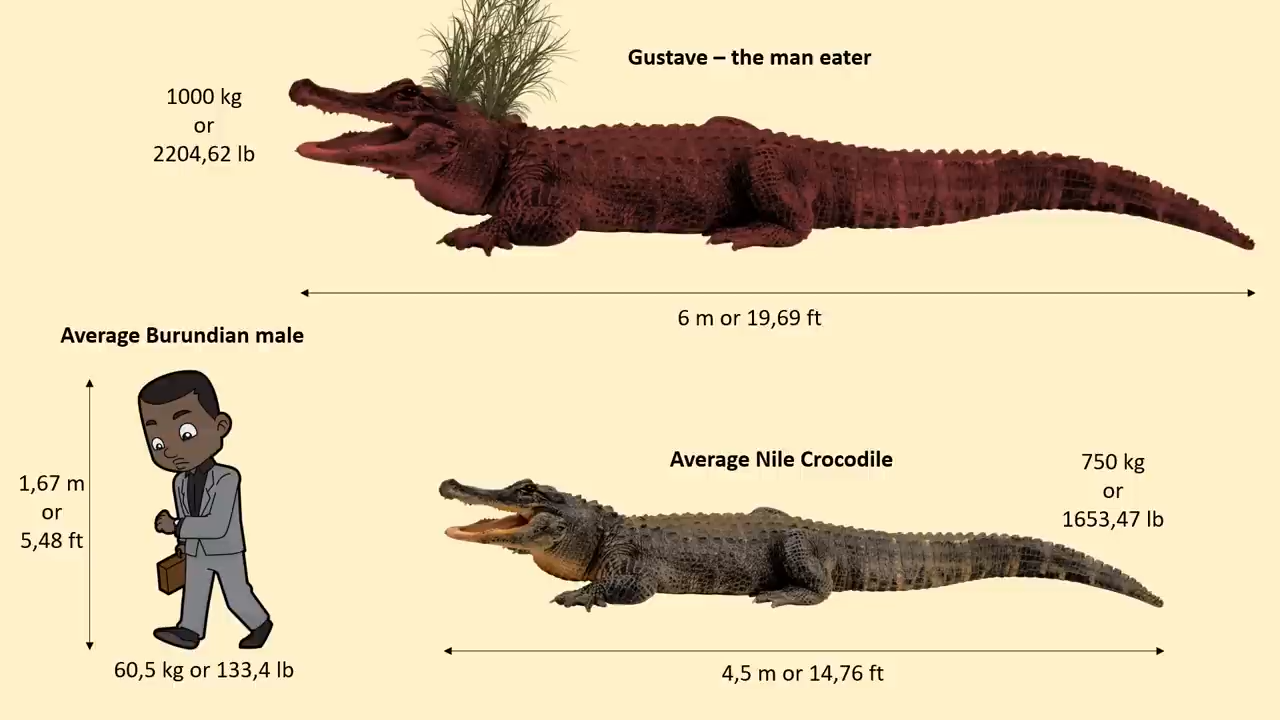 Gustave – the man eater
1000 kg
or
2204,62 lb
6 m or 19,69 ft
Average Burundian male
1,67 m
or
5,48 ft
60,5 kg or 133,4 lb
Average Nile Crocodile
750 kg
or
1653,47 lb
4,5 m or 14,76 ft